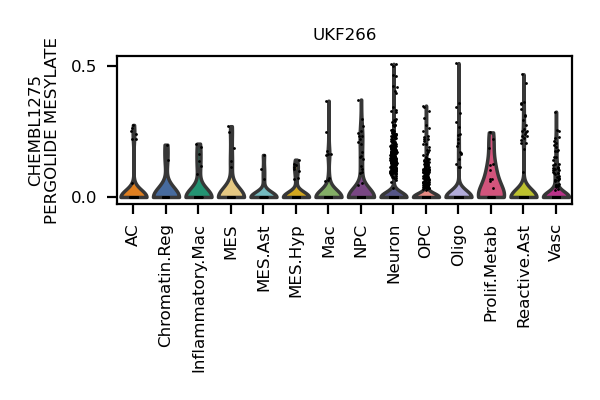 UKF266
CHEMBL1275
PERGOLIDE MESYLATE
0.5
0.0
AC
Chromatin.Reg
Inflammatory.Mac
MES
MES.Ast
MES.Hyp
Mac
NPC
Neuron
OPC
Oligo
Prolif.Metab
Reactive.Ast
Vasc